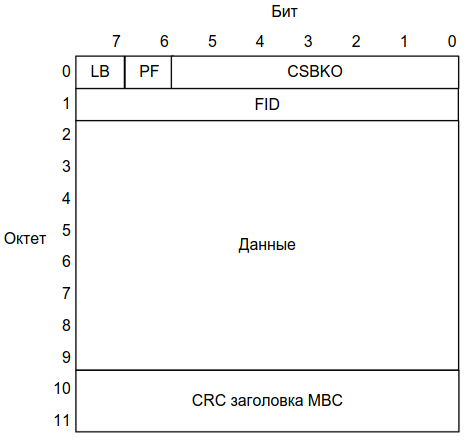 Бит
7 6 5 4 3 2 1 0
0 LB PF CSBKO
1 FID
2
3
4
Октет 5 Данные
6
7
8
9
10
CRC заголовка MBC
11